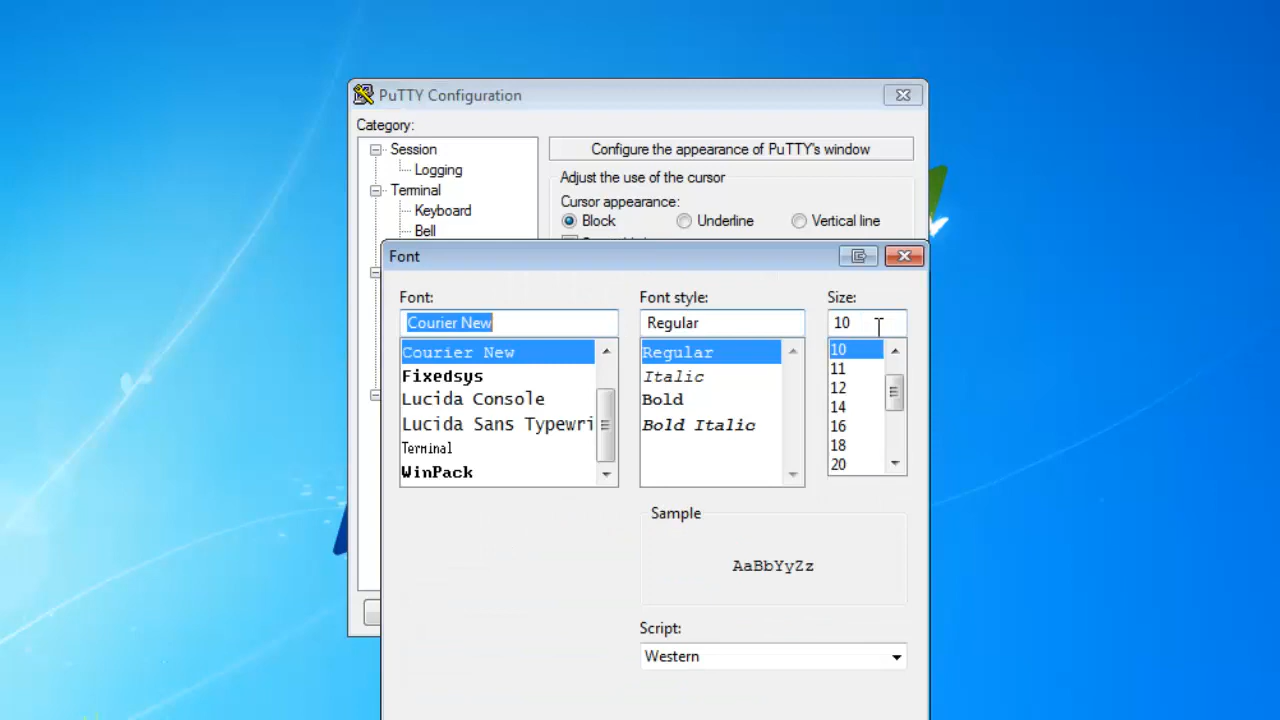 PuTTY Configuration
Category:
Session
Logging
Terminal
Keyboard
Bell
Configure the appearance of PuTTY's window
Adjust the use of the cursor
Cursor appearance:
Block
Underline
Vertical line
Font
Font:
Courier New
Courier New
Fixedsys
Lucida Console
Lucida Sans Typewri
Terminal
WinPack
Font style:
Regular
Regular
Italic
Bold
Bold Italic
Size:
10
10
11
12
14
16
18
20
Sample
AaBbYyZz
Script:
Western